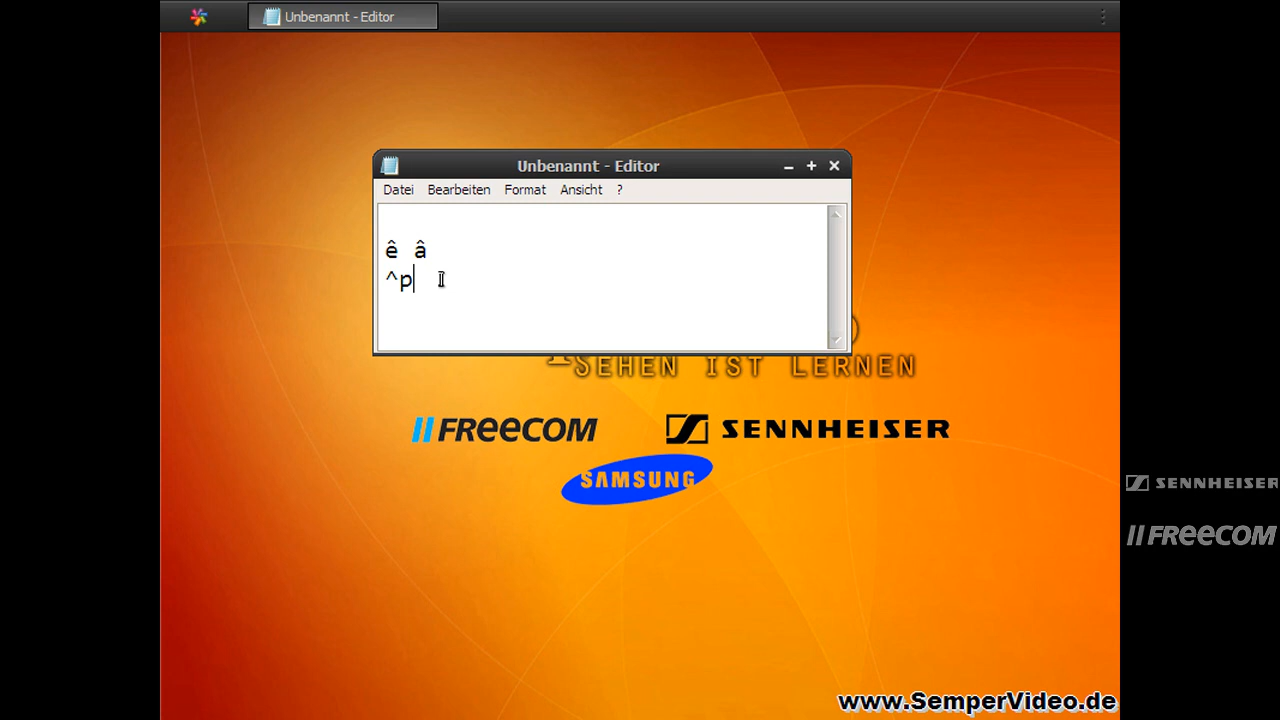 Unbenannt - Editor
Unbenannt - Editor
Datei Bearbeiten Format Ansicht ?
ê â
^p
SEHEN IST LERNEN
FREECOM
SENNHEISER
SAMSUNG
SENNHEISER
FREECOM
www.SemperVideo.de